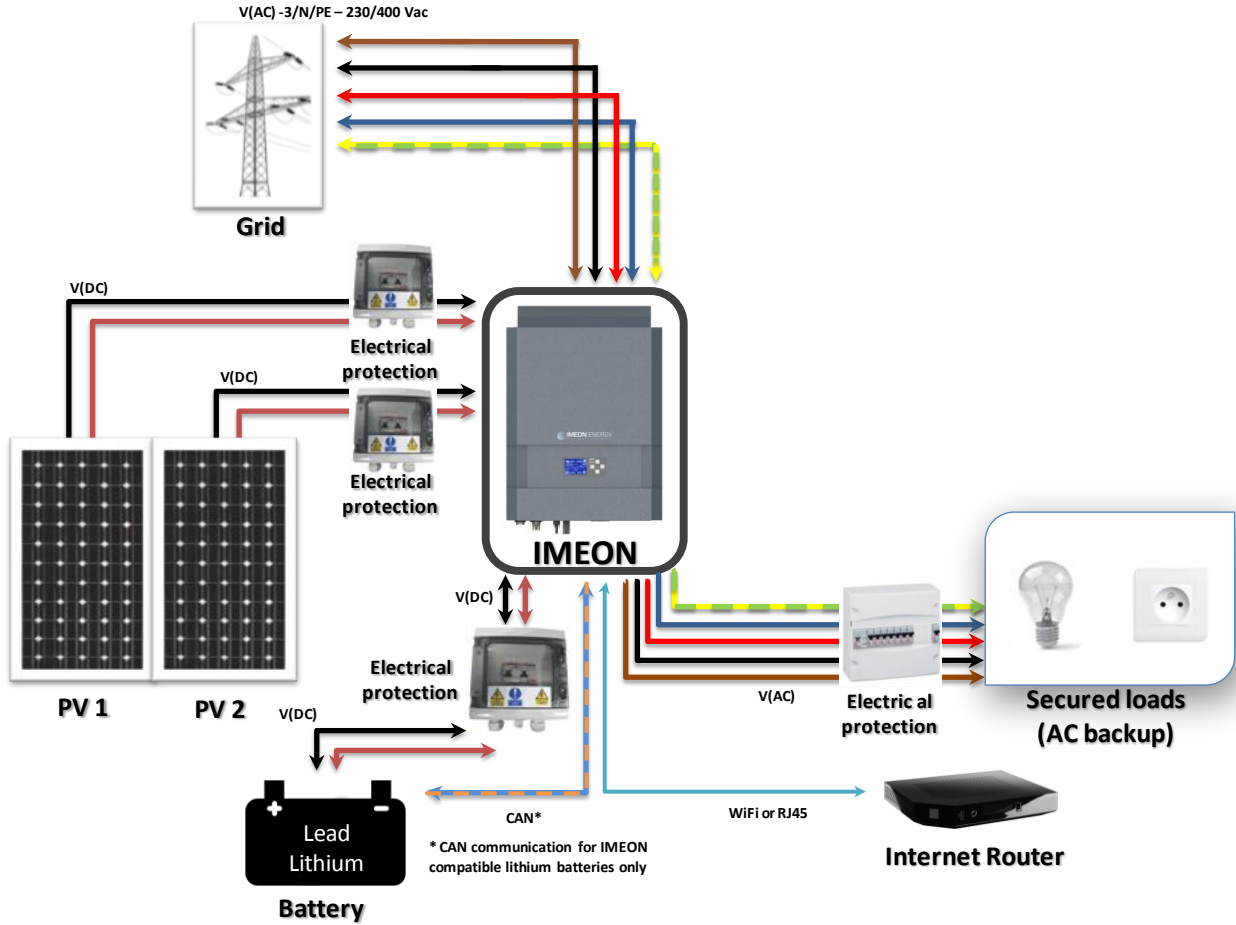 V(AC) -3/N/PE – 230/400 Vac
Grid
V(DC)
Electrical
protection
V(DC)
Electrical
protection
IMEON ENERGY
IMEON
PV 1
PV 2
V(DC)
Electrical
protection
V(DC)
Lead
Lithium
Battery
CAN*
* CAN communication for IMEON
compatible lithium batteries only
V(AC)
Electric al
protection
Secured loads
(AC backup)
WiFi or RJ45
Internet Router